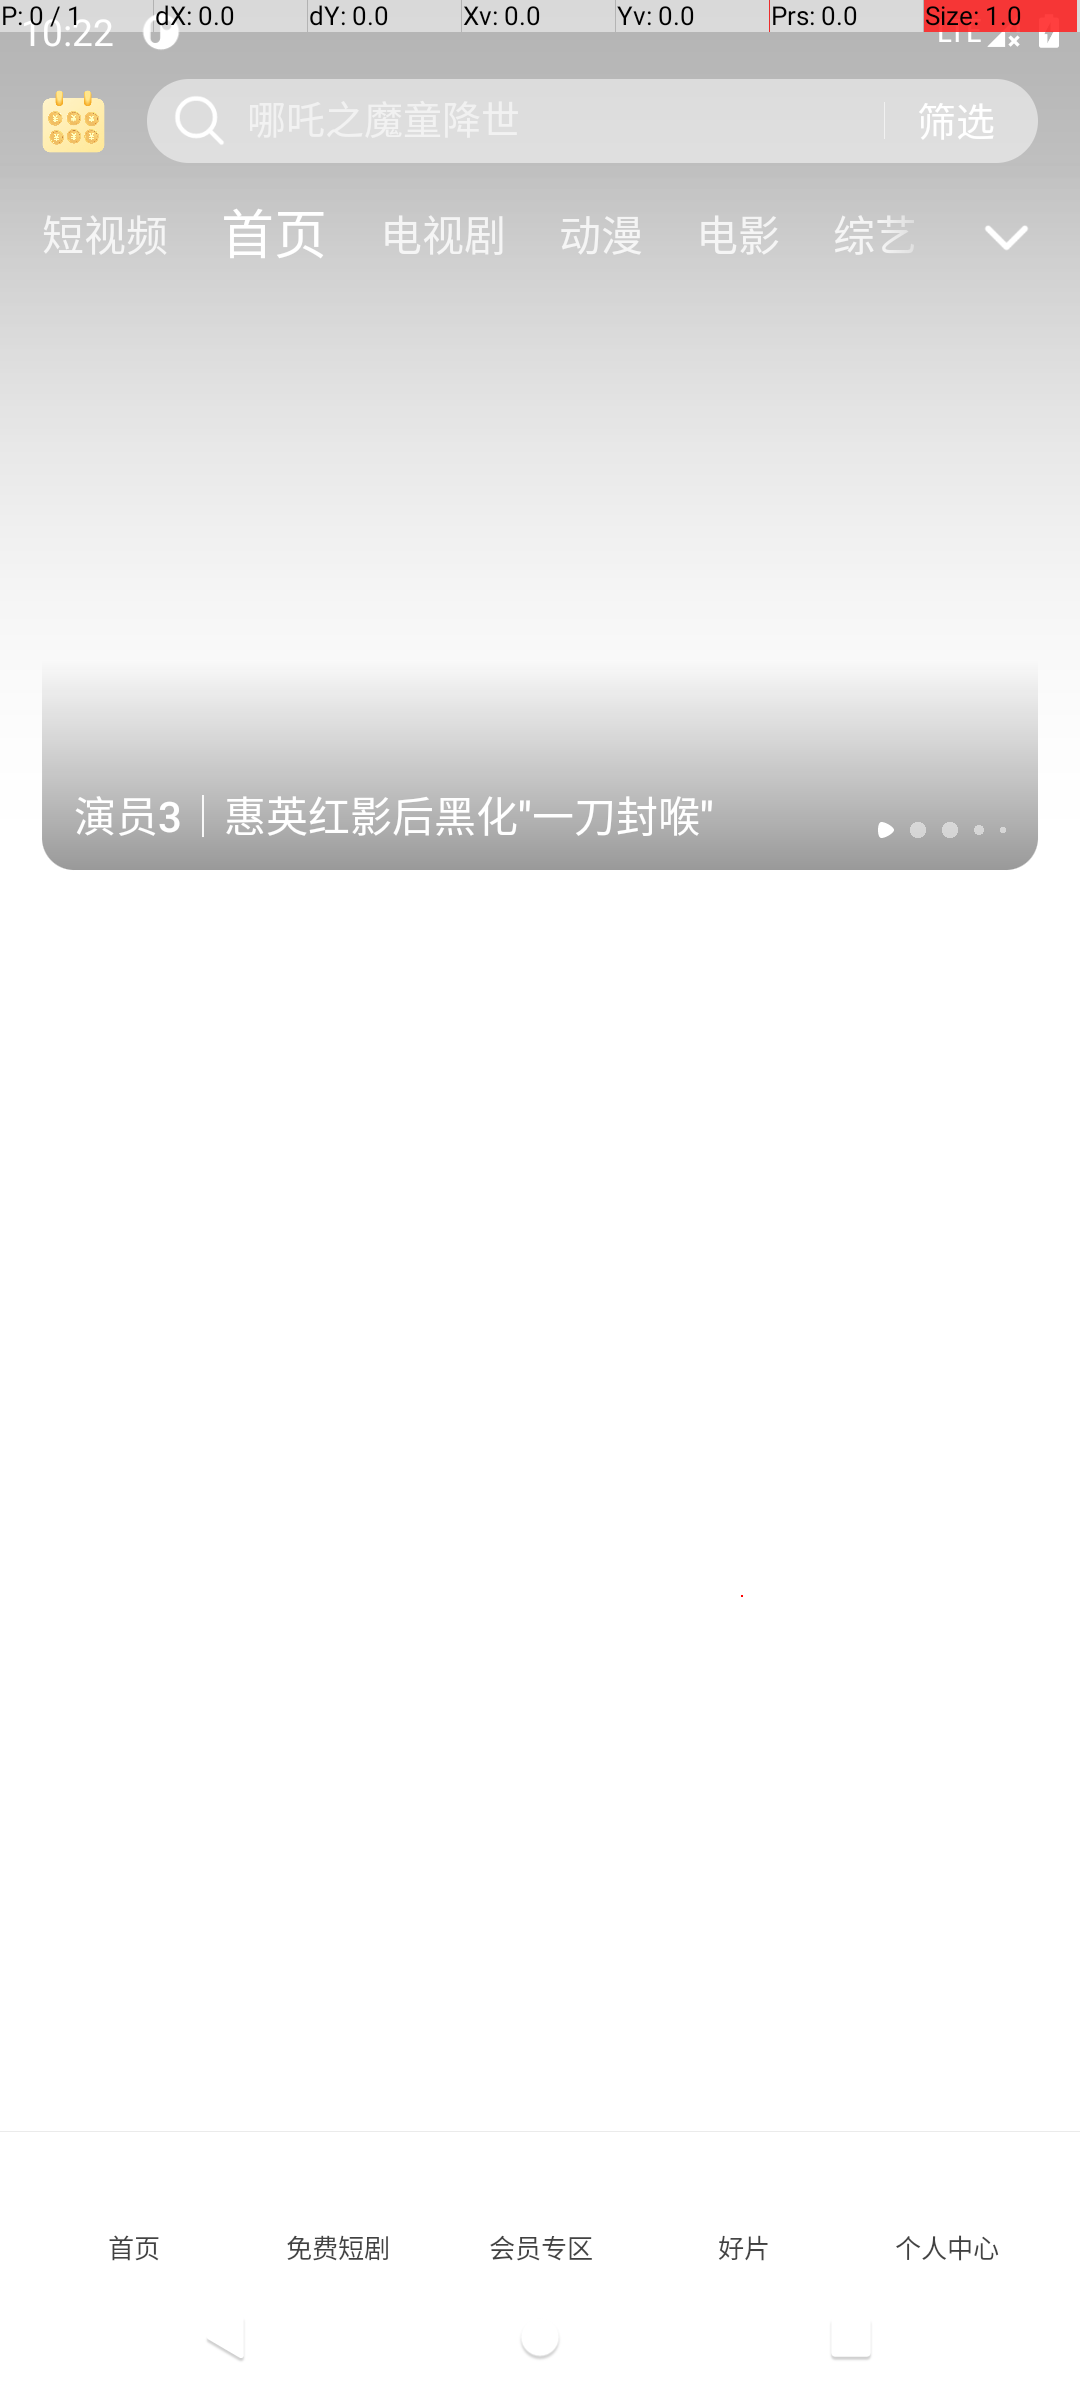 P: 0 / 1 dX: 0.0 dY: 0.0 Xv: 0.0 Yv: 0.0 Prs: 0.0 Size: 1.0
10:22 LTE
哪吒之魔童降世 筛选
短视频 首页 电视剧 动漫 电影 综艺
演员3 惠英红影后黑化"一刀封喉"
首页 免费短剧 会员专区 好片 个人中心